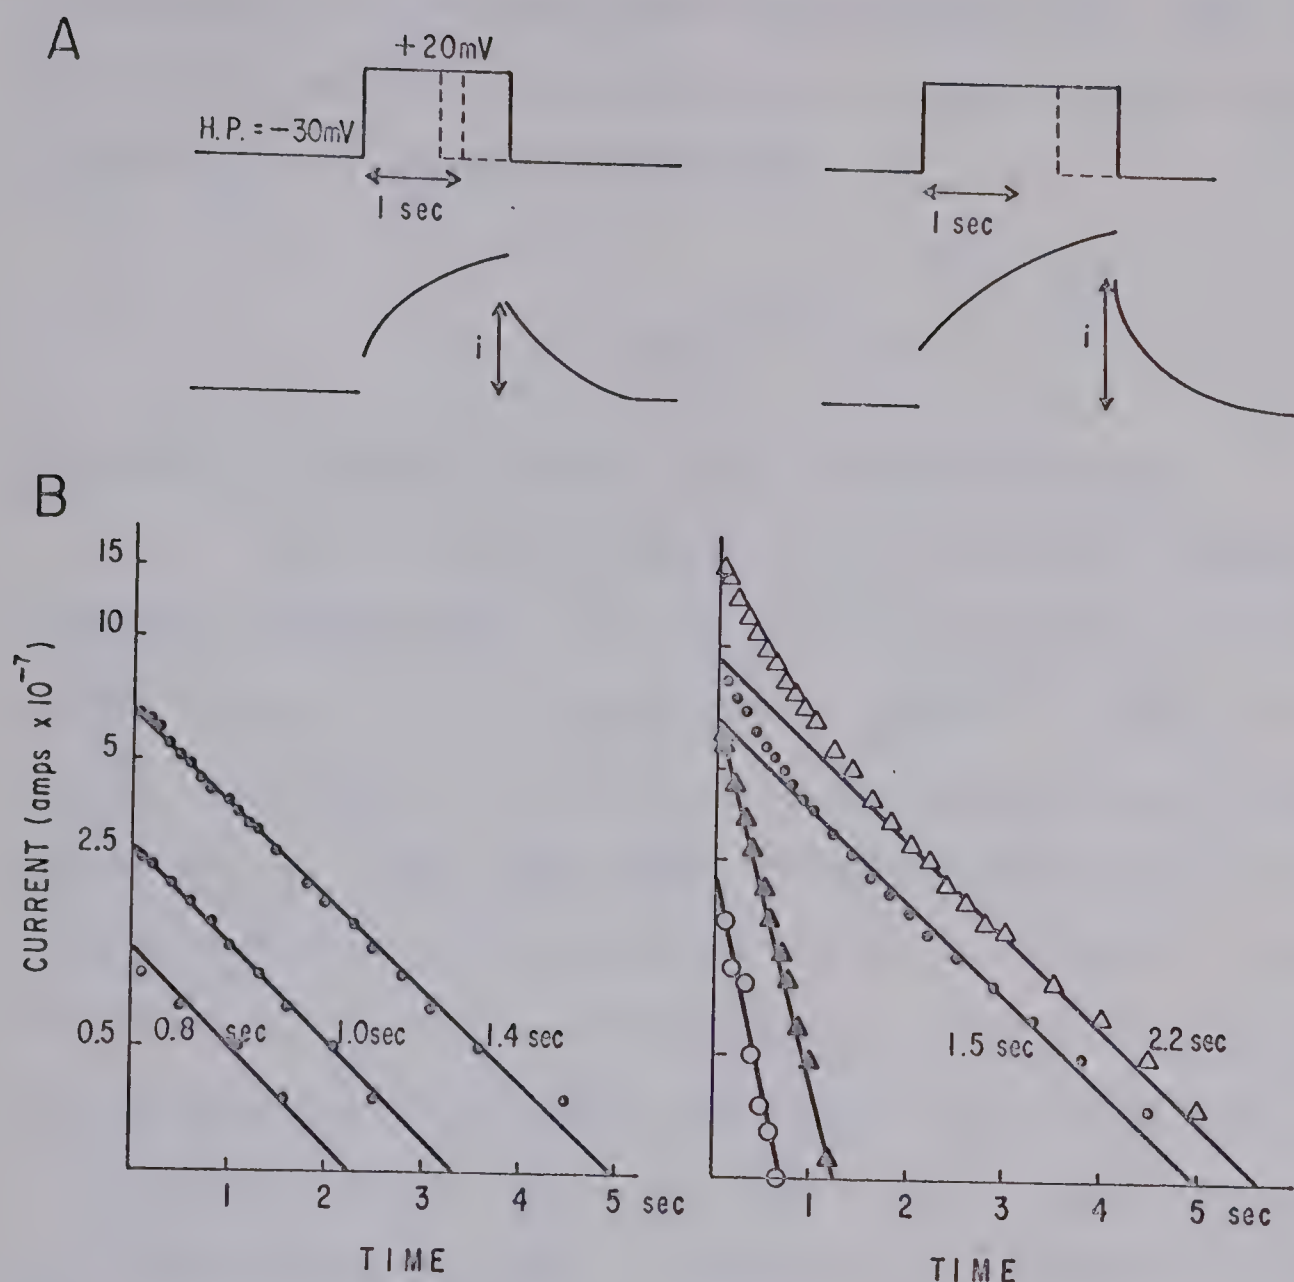 A
+20mV
H.P. = -30mV
1 sec
1 sec
i
i
B
15
10
5
2.5
0.5
CURRENT (amps x 10⁻⁷)
0.8 sec
1.0sec
1.4 sec
1.5 sec
2.2 sec
1 2 3 4 5 sec
1 2 3 4 5 sec
TIME
TIME